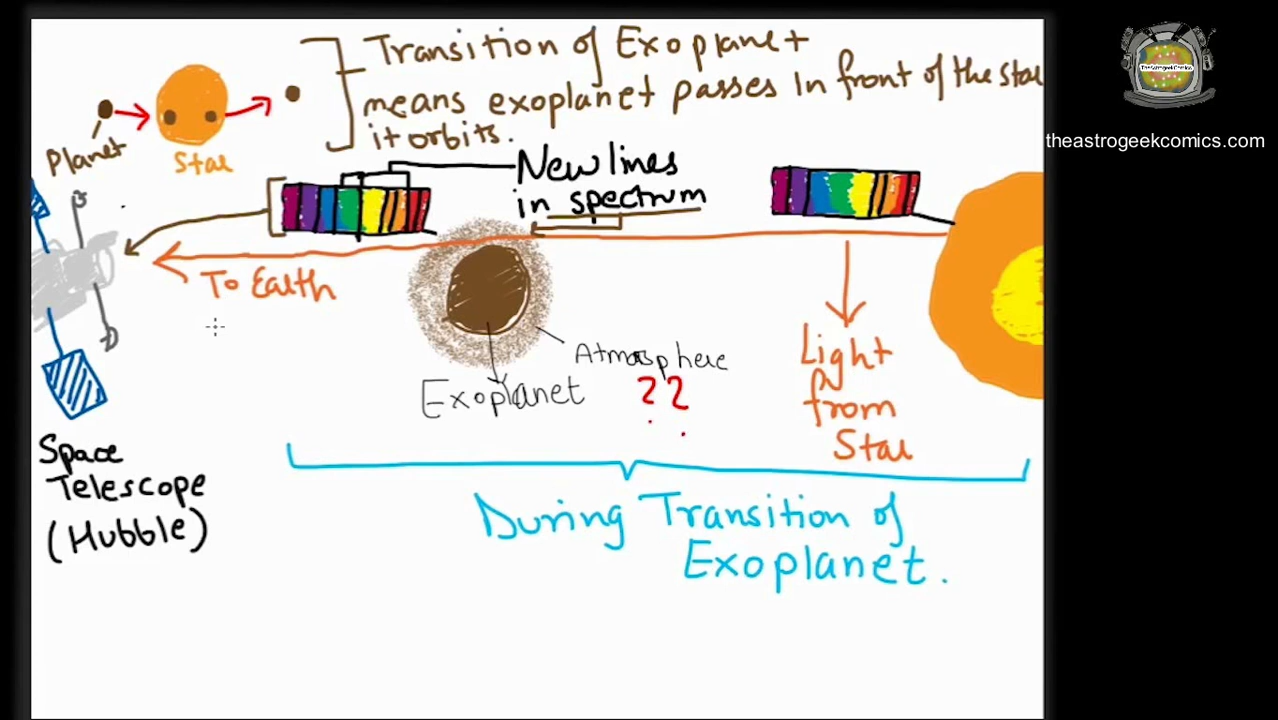 Transition of Exoplanet
means exoplanet passes in front of the star
it orbits.
Planet
Star
New lines
in spectrum
To Earth
Atmosphere
??
Exoplanet
Light
from
Star
Space
Telescope
(Hubble)
During Transition of
Exoplanet.
TheAstrogeekComics
theastrogeekcomics.com